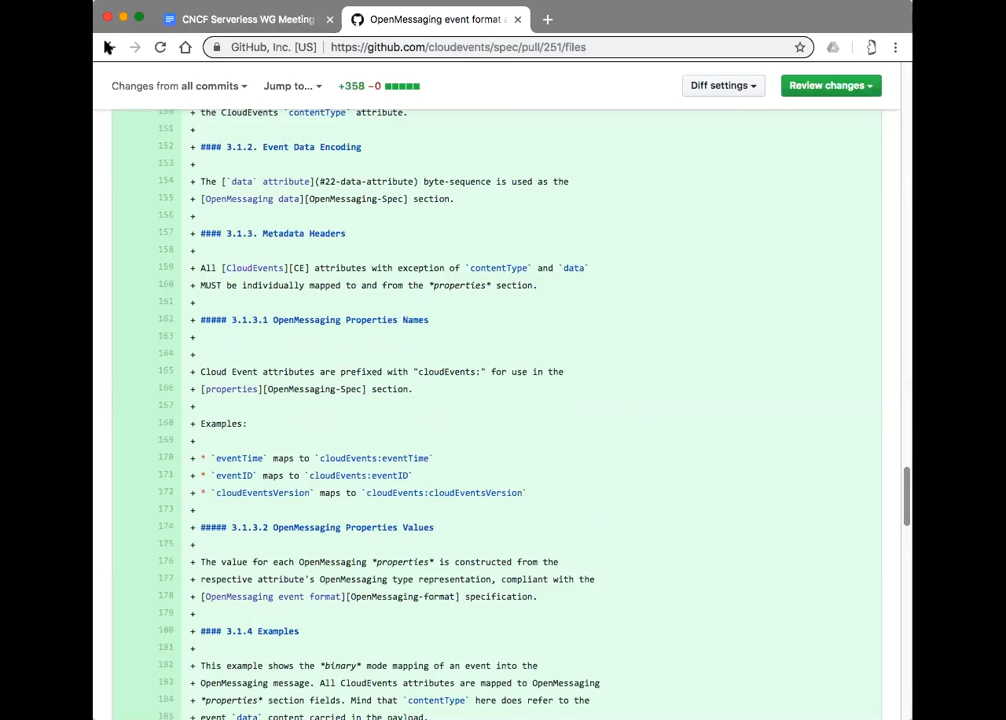 CNCF Serverless WG Meeting
OpenMessaging event format a
GitHub, Inc. [US] | https://github.com/cloudevents/spec/pull/251/files
Changes from all commits
Jump to...
+358 −0
Diff settings
Review changes
150 + the CloudEvents `contentType` attribute.
151 +
152 + #### 3.1.2. Event Data Encoding
153 +
154 + The [`data` attribute](#22-data-attribute) byte-sequence is used as the
155 + [OpenMessaging data][OpenMessaging-Spec] section.
156 +
157 + #### 3.1.3. Metadata Headers
158 +
159 + All [CloudEvents][CE] attributes with exception of `contentType` and `data`
160 + MUST be individually mapped to and from the *properties* section.
161 +
162 + ##### 3.1.3.1 OpenMessaging Properties Names
163 +
164 +
165 + Cloud Event attributes are prefixed with "cloudEvents:" for use in the
166 + [properties][OpenMessaging-Spec] section.
167 +
168 + Examples:
169 +
170 + * `eventTime` maps to `cloudEvents:eventTime`
171 + * `eventID` maps to `cloudEvents:eventID`
172 + * `cloudEventsVersion` maps to `cloudEvents:cloudEventsVersion`
173 +
174 + ##### 3.1.3.2 OpenMessaging Properties Values
175 +
176 + The value for each OpenMessaging *properties* is constructed from the
177 + respective attribute's OpenMessaging type representation, compliant with the
178 + [OpenMessaging event format][OpenMessaging-format] specification.
179 +
180 + #### 3.1.4 Examples
181 +
182 + This example shows the *binary* mode mapping of an event into the
183 + OpenMessaging message. All CloudEvents attributes are mapped to OpenMessaging
184 + *properties* section fields. Mind that `contentType` here does refer to the
185 + event `data` content carried in the payload.